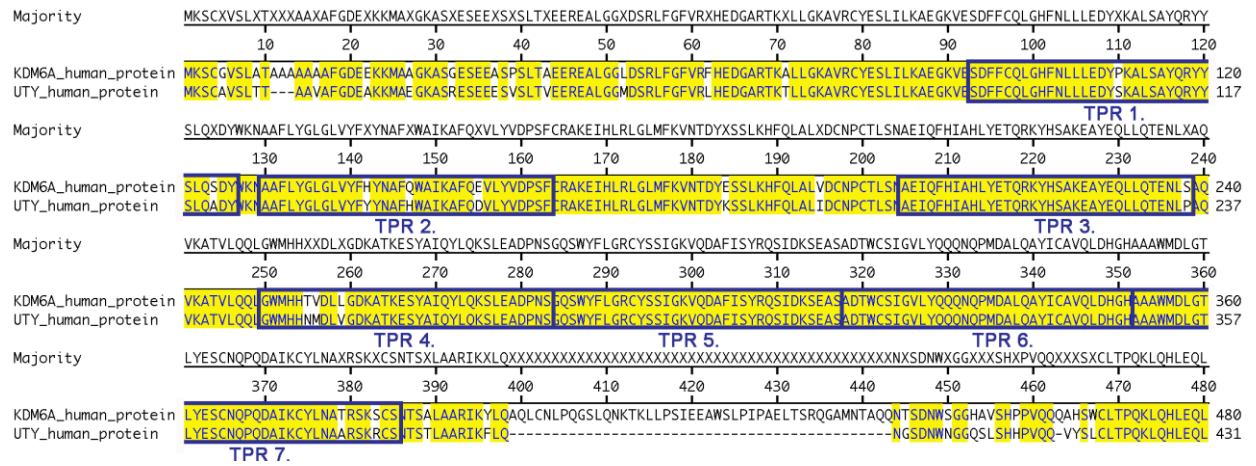 Majority MKSCXVSLXTXXXAAXAFGDEXKKMAXGKASXESEEXSXSLTXEEREALGGXDSRLFGFVRXHEDGARTKXLLGKAVRCYESLILKAEGKVESDFFCQLGHFNLLLEDYXKALSAYQRYY
10 20 30 40 50 60 70 80 90 100 110 120
KDM6A_human_protein MKSCGVSLATAAAAAAAFGDEEKKMAAGKASGESEEASPSLTAEEREALGGLDSRLFGFVRFHEDGARTKALLGKAVRCYESLILKAEGKVESDFFCQLGHFNLLLEDYPKALSAYQRYY 120
UTY_human_protein MKSCAVSLTT---AAVAFGDEAKKMAEGKASRESEEESVSLTVEEREALGGMDSRLFGFVRLHEDGARTKTLLGKAVRCYESLILKAEGKVESDFFCQLGHFNLLLEDYSKALSAYQRYY 117
TPR 1.
Majority SLQXDYWKNAAFLYGLGLVYFXYNAFXWAIKAFQXVLYVDPSFCRAKEIHLRLGLMFKVNTDYXSSLKHFQLALXDCNPCTLSNAEIQFHIAHLYETQRKYHSAKEAYEQLLQTENLXAQ
130 140 150 160 170 180 190 200 210 220 230 240
KDM6A_human_protein SLQSDYWKNAAFLYGLGLVYFHYNAFQWAIKAFQEVLYVDPSFCRAKEIHLRLGLMFKVNTDYESSLKHFQLALVDCNPCTLSNAEIQFHIAHLYETQRKYHSAKEAYEQLLQTENLSAQ 240
UTY_human_protein SLQADYWKNAAFLYGLGLVYFYYNAFHWAIKAFQDVLYVDPSFCRAKEIHLRLGLMFKVNTDYKSSLKHFQLALIDCNPCTLSNAEIQFHIAHLYETQRKYHSAKEAYEQLLQTENLPAQ 237
TPR 2. TPR 3.
Majority VKATVLQQLGWMHHXXDLXGDKATKESYAIQYLQKSLEADPNSGQSWYFLGRCYSSIGKVQDAFISYRQSIDKSEASADTWCSIGVLYQQQNQPMDALQAYICAVQLDHGHAAAWMDLGT
250 260 270 280 290 300 310 320 330 340 350 360
KDM6A_human_protein VKATVLQQLGWMHHTVDLLGDKATKESYAIQYLQKSLEADPNSGQSWYFLGRCYSSIGKVQDAFISYRQSIDKSEASADTWCSIGVLYQQQNQPMDALQAYICAVQLDHGHAAAWMDLGT 360
UTY_human_protein VKATVLQQLGWMHHNMDLVGDKATKESYAIQYLQKSLEADPNSGQSWYFLGRCYSSIGKVQDAFISYRQSIDKSEASADTWCSIGVLYQQQNQPMDALQAYICAVQLDHGHAAAWMDLGT 357
TPR 4. TPR 5. TPR 6.
Majority LYESCNQPQDAIKCYLNAXRSKXCSNTSXLAARIKXLQXXXXXXXXXXXXXXXXXXXXXXXXXXXXXXXXXXXXXXXXXXXXXNXSDNWXGGXXXSHXPVQQXXXSXCLTPQKLQHLEQL
370 380 390 400 410 420 430 440 450 460 470 480
KDM6A_human_protein LYESCNQPQDAIKCYLNATRSKSCSNTSALAARIKYLQAQLCNLPQGSLQNKTKLLPSIEEAWSLPIPAELTSRQGAMNTAQQNTSDNWSGGHAVSHPPVQQQAHSWCLTPQKLQHLEQL 480
UTY_human_protein LYESCNQPQDAIKCYLNAARSKRCSNTSTLAARIKFLQ---------------------------------------------NGSDNWNGGQSLSHHPVQQ-VYSLCLTPQKLQHLEQL 431
TPR 7.